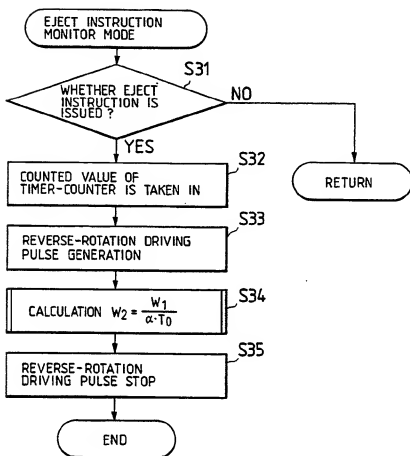 EJECT INSTRUCTION
MONITOR MODE
S31
WHETHER EJECT
INSTRUCTION IS
ISSUED ?
NO
YES
S32
COUNTED VALUE OF
TIMER-COUNTER IS TAKEN IN
RETURN
S33
REVERSE-ROTATION DRIVING
PULSE GENERATION
S34
CALCULATION W2 = W1 / α·T0
S35
REVERSE-ROTATION
DRIVING PULSE STOP
END